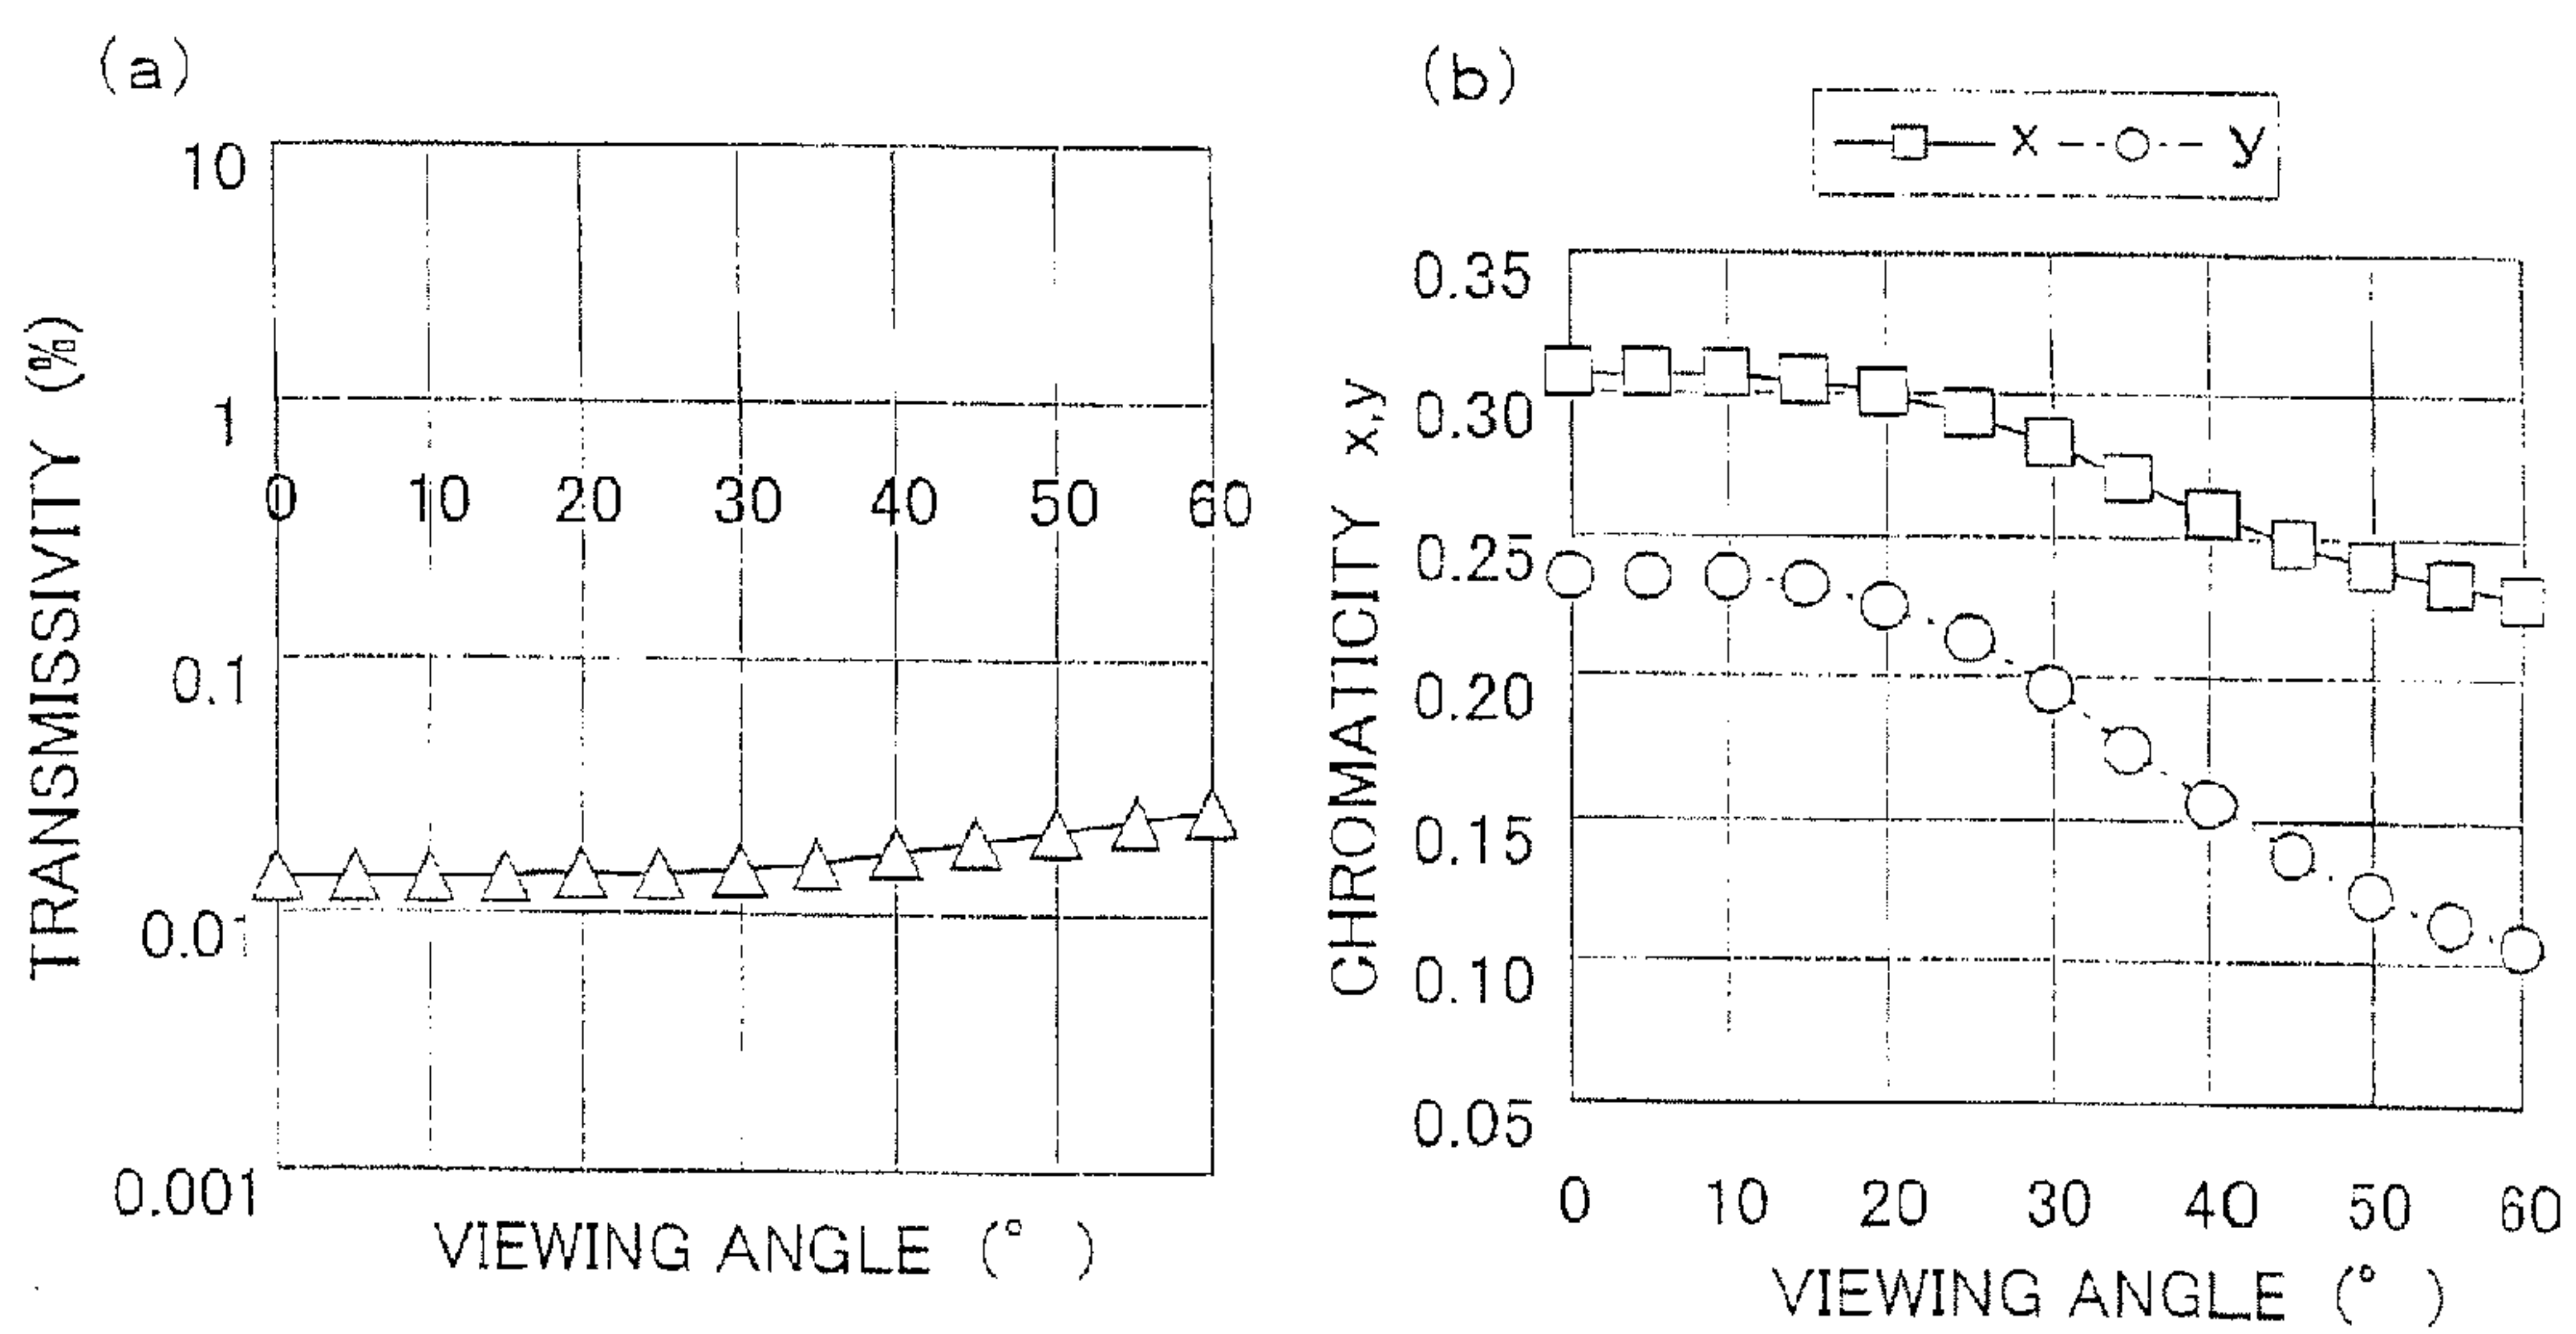 (a)
TRANSMISSIVITY (%)
10
1
0 10 20 30 40 50 60
0.1
0.01
0.001
VIEWING ANGLE (° )
(b)
x y
CHROMATICITY x,y
0.35
0.30
0.25
0.20
0.15
0.10
0.05
0 10 20 30 40 50 60
VIEWING ANGLE (° )